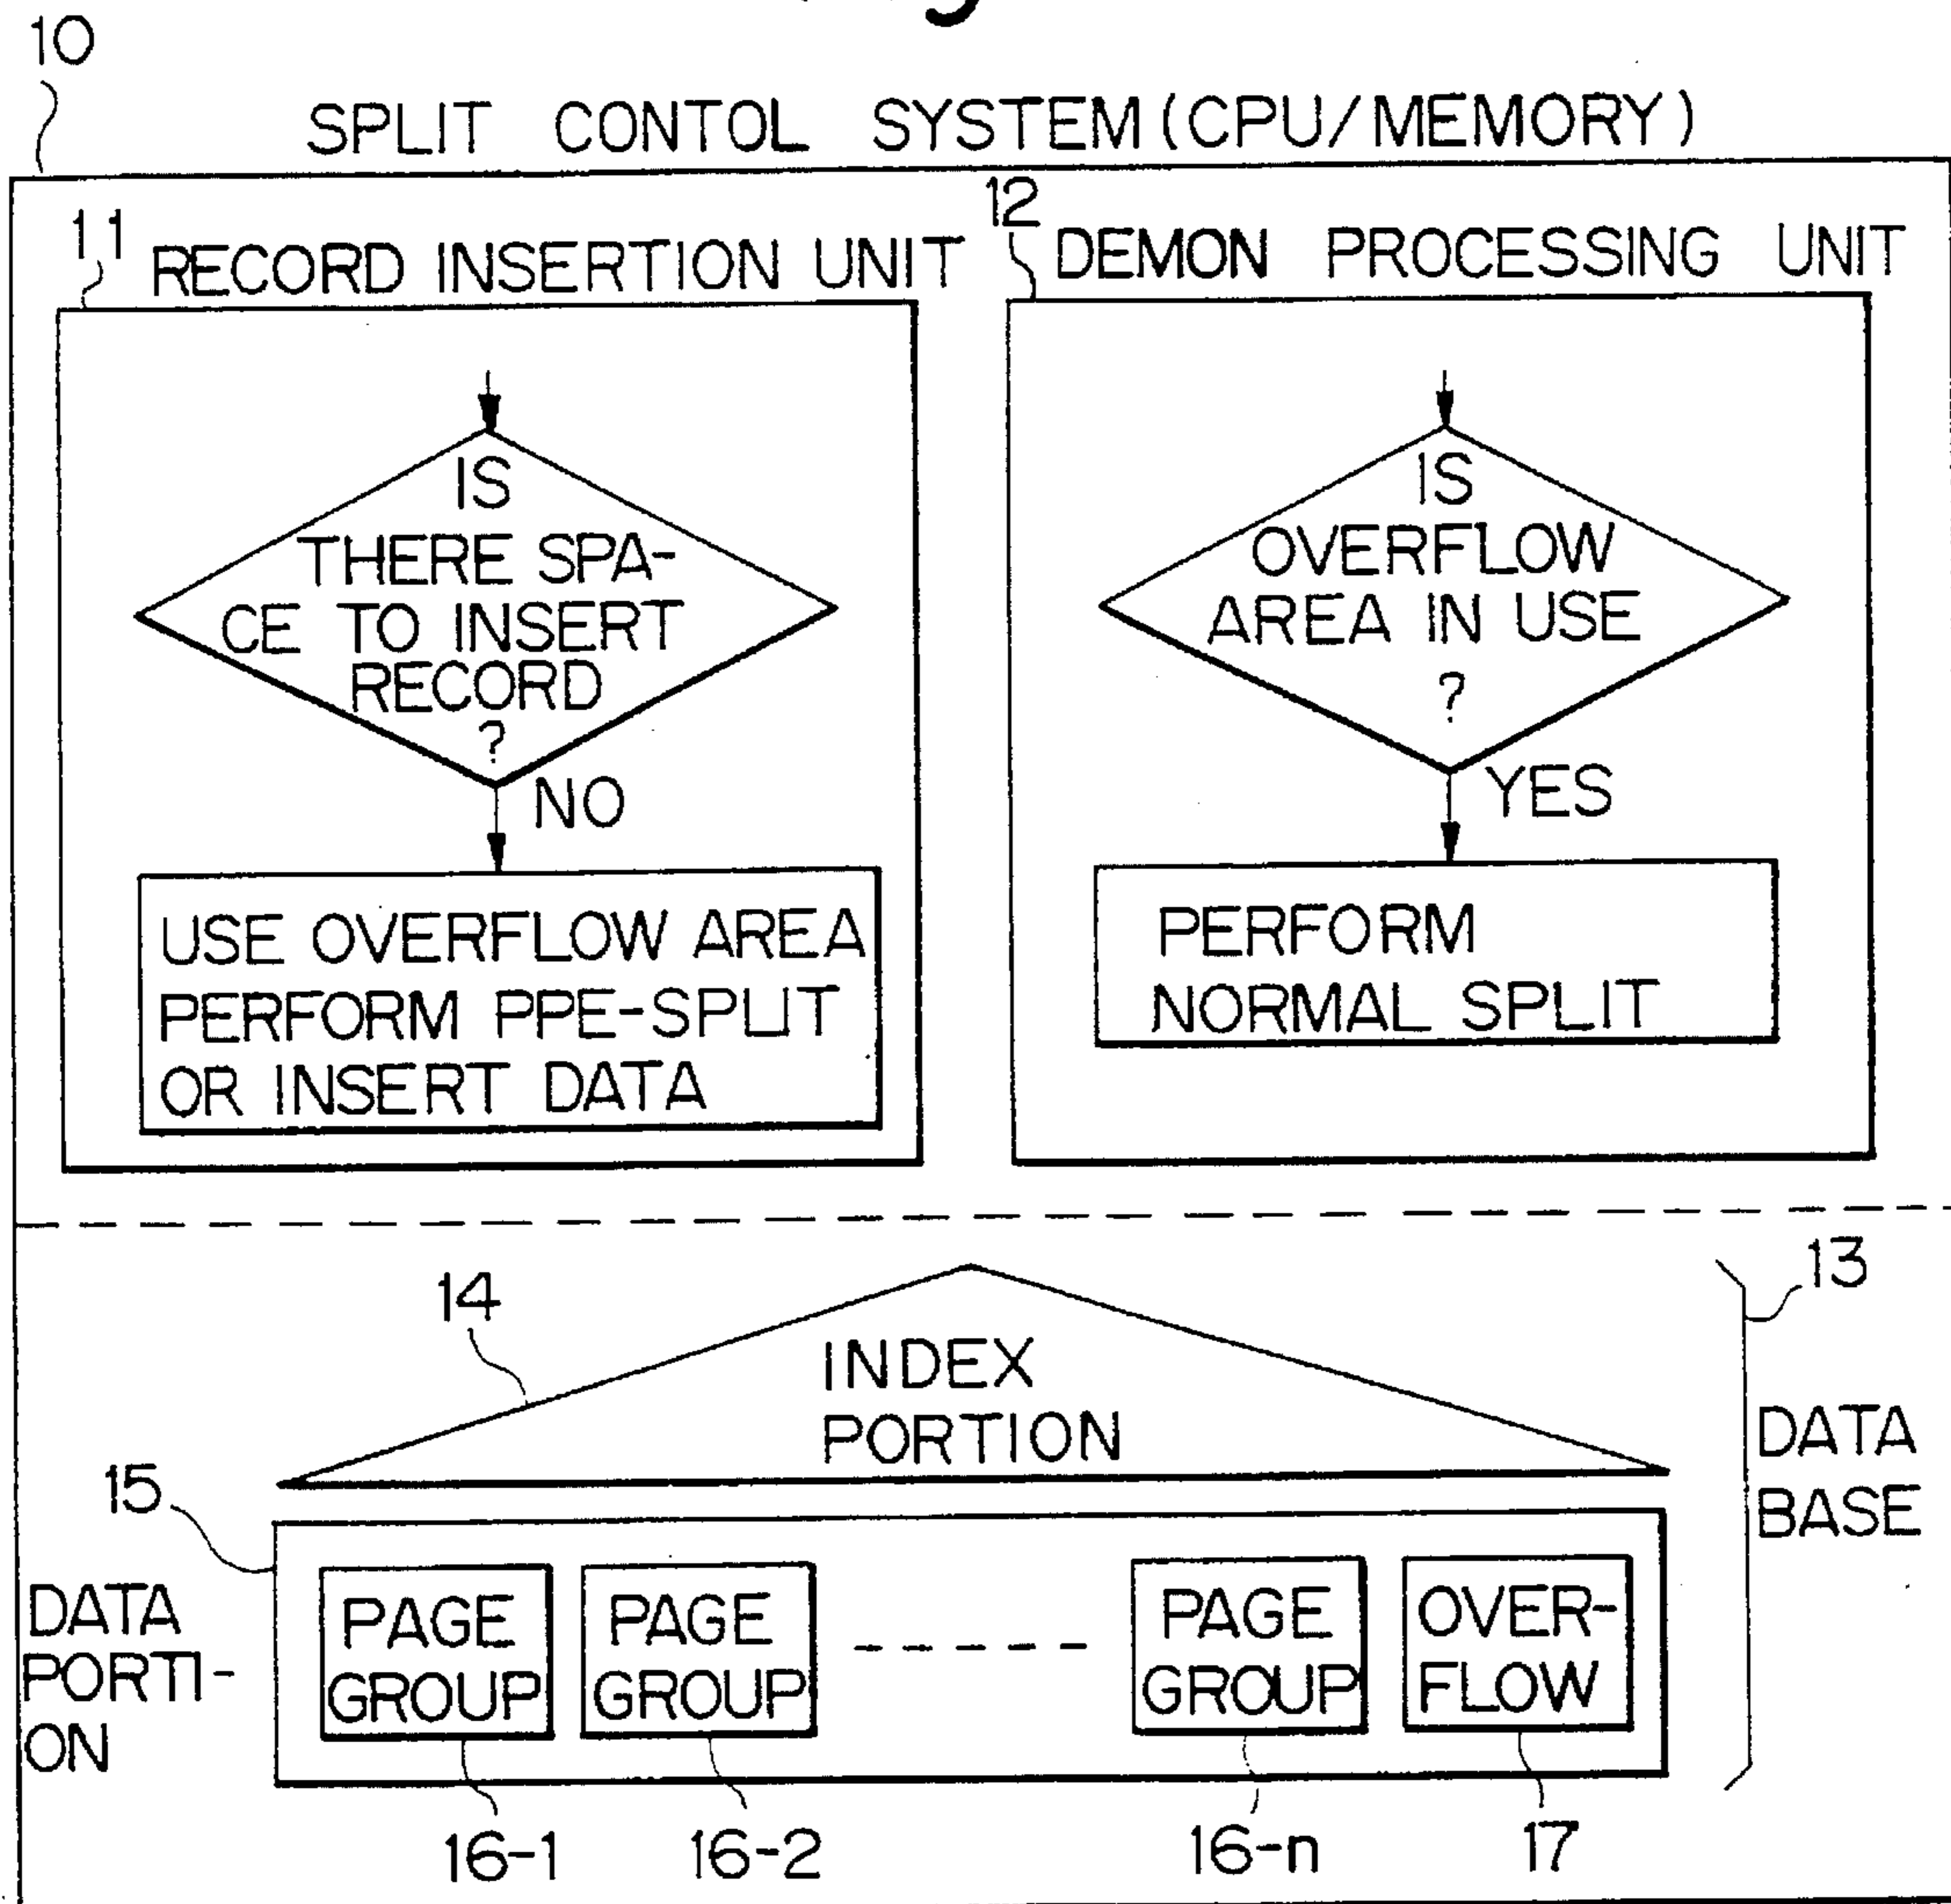 10
SPLIT CONTOL SYSTEM (CPU/MEMORY)
11 RECORD INSERTION UNIT
IS
THERE SPA-
CE TO INSERT
RECORD
?
NO
USE OVERFLOW AREA
PERFORM PPE-SPLIT
OR INSERT DATA
12 DEMON PROCESSING UNIT
IS
OVERFLOW
AREA IN USE
?
YES
PERFORM
NORMAL SPLIT
13
DATA
BASE
14
INDEX
PORTION
15
DATA
PORTI-
ON
PAGE
GROUP
PAGE
GROUP
PAGE
GROUP
OVER-
FLOW
16-1
16-2
16-n
17